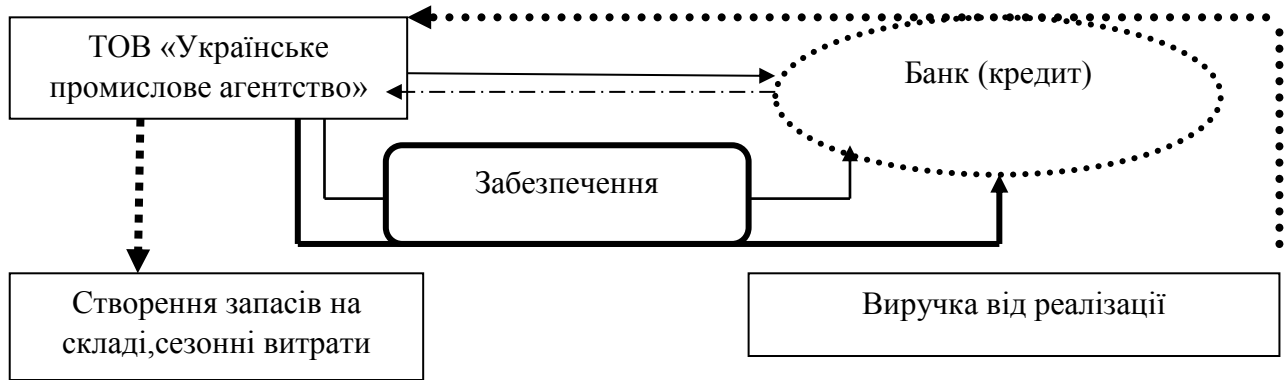 ТОВ «Українське
промислове агентство»
Банк (кредит)
Забезпечення
Створення запасів на
складі,сезонні витрати
Виручка від реалізації